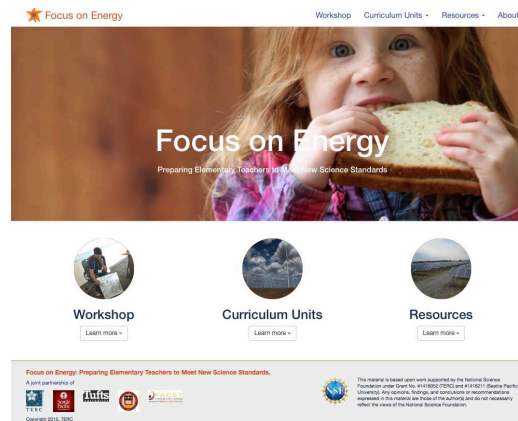 Focus on Energy
Workshop Curriculum Units Resources About
Focus on Energy
Preparing Elementary Teachers to Meet New Science Standards
Workshop
Learn more »
Curriculum Units
Learn more »
Resources
Learn more »
Focus on Energy: Preparing Elementary Teachers to Meet New Science Standards.
A joint partnership of
TERC
Seattle Pacific
Tufts
FACET
NSF
This material is based upon work supported by the National Science
Foundation under Grant No. #1418052 (TERC) and #1418211 (Seattle Pacific
University). Any opinions, findings, and conclusions or recommendations
expressed in this material are those of the author(s) and do not necessarily
reflect the views of the National Science Foundation.
Copyright 2015, TERC